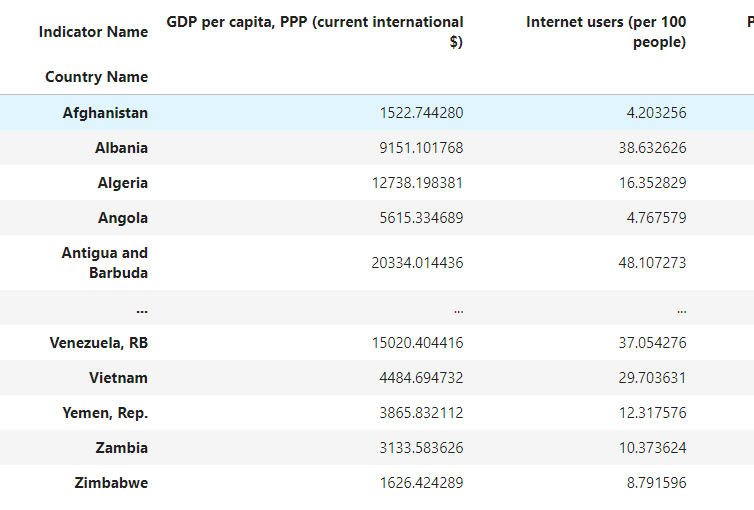 Indicator Name GDP per capita, PPP (current international $) Internet users (per 100 people) P
Country Name
Afghanistan 1522.744280 4.203256
Albania 9151.101768 38.632626
Algeria 12738.198381 16.352829
Angola 5615.334689 4.767579
Antigua and Barbuda 20334.014436 48.107273
... ... ...
Venezuela, RB 15020.404416 37.054276
Vietnam 4484.694732 29.703631
Yemen, Rep. 3865.832112 12.317576
Zambia 3133.583626 10.373624
Zimbabwe 1626.424289 8.791596